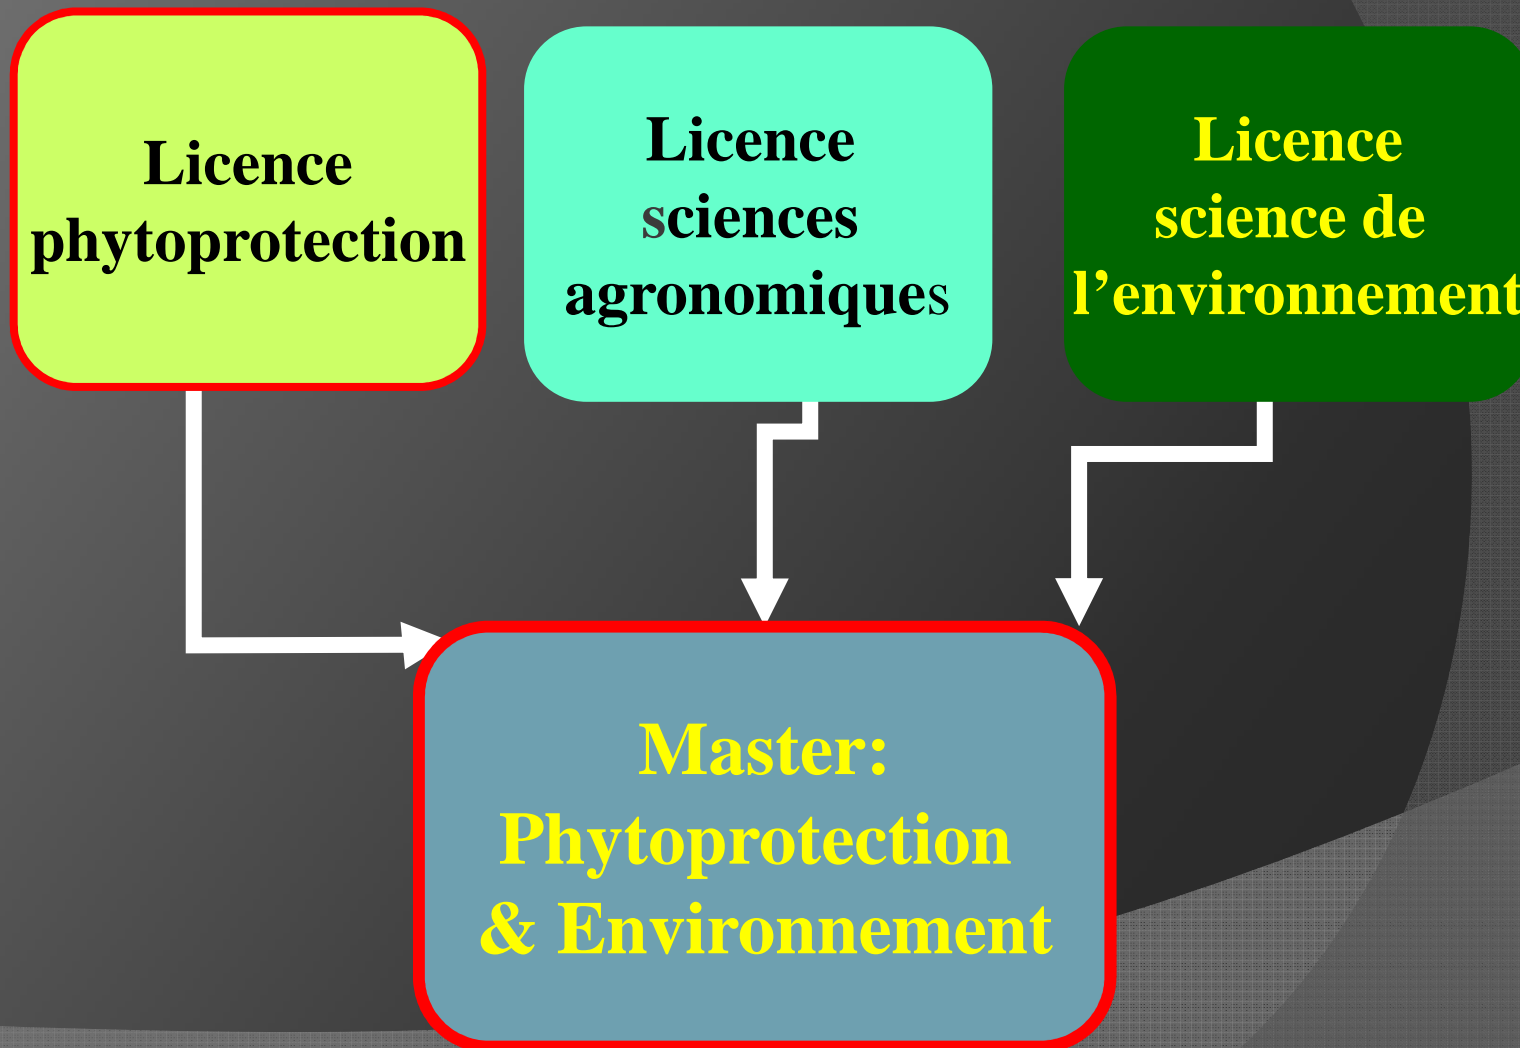 Licence
phytoprotection
Licence
sciences
agronomiques
Licence
science de
l’environnement
Master:
Phytoprotection
& Environnement